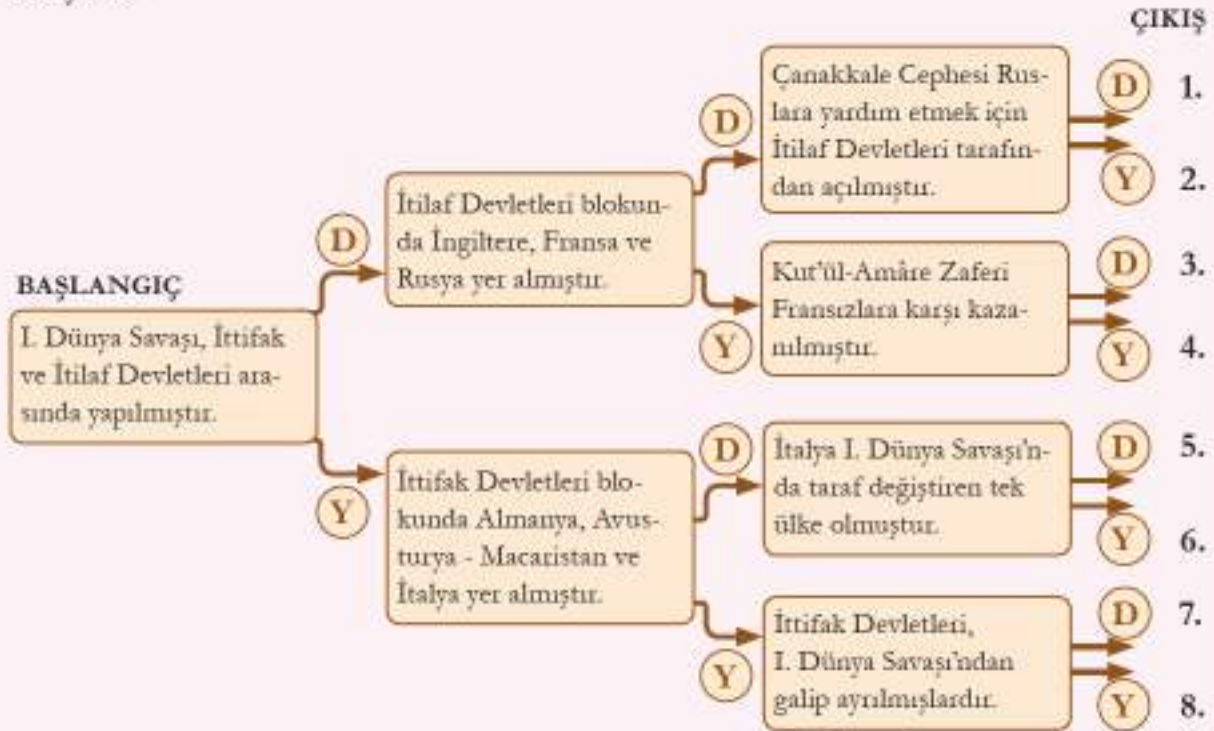 ÇIKIŞ
Çanakkale Cephesi Rus-
lara yardım etmek için
İtilaf Devletleri tarafın-
dan açılmıştır.
D
1.
Y
2.
D
İtilaf Devletleri blokun-
da İngiltere, Fransa ve
Rusya yer almıştır.
D
Y
Kut'ül-Amâre Zaferi
Fransızlara karşı kaza-
nılmıştır.
D
3.
Y
4.
BAŞLANGIÇ
I. Dünya Savaşı, İttifak
ve İtilaf Devletleri ara-
sında yapılmıştır.
Y
İttifak Devletleri blo-
kunda Almanya, Avus-
turya - Macaristan ve
İtalya yer almıştır.
D
İtalya I. Dünya Savaşı'n-
da taraf değiştiren tek
ülke olmuştur.
D
5.
Y
6.
Y
İttifak Devletleri,
I. Dünya Savaşı'ndan
galip ayrılmışlardır.
D
7.
Y
8.